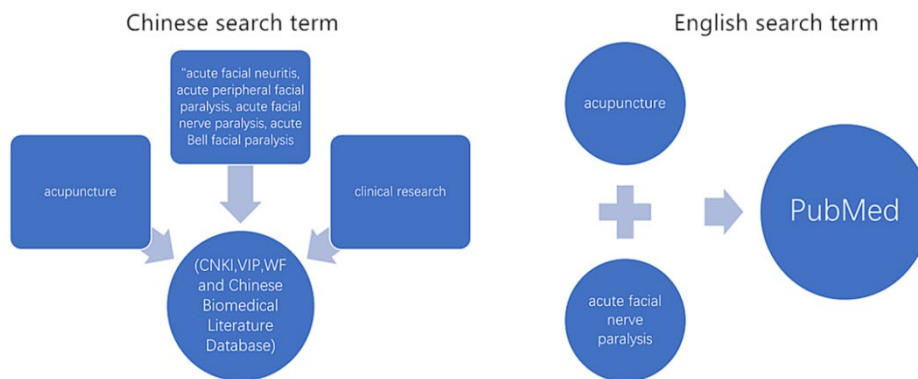 Chinese search term
"acute facial neuritis,
acute peripheral facial
paralysis, acute facial
nerve paralysis, acute
Bell facial paralysis
acupuncture
clinical research
(CNKI,VIP,WF
and Chinese
Biomedical
Literature
Database)
English search term
acupuncture
acute facial
nerve
paralysis
PubMed